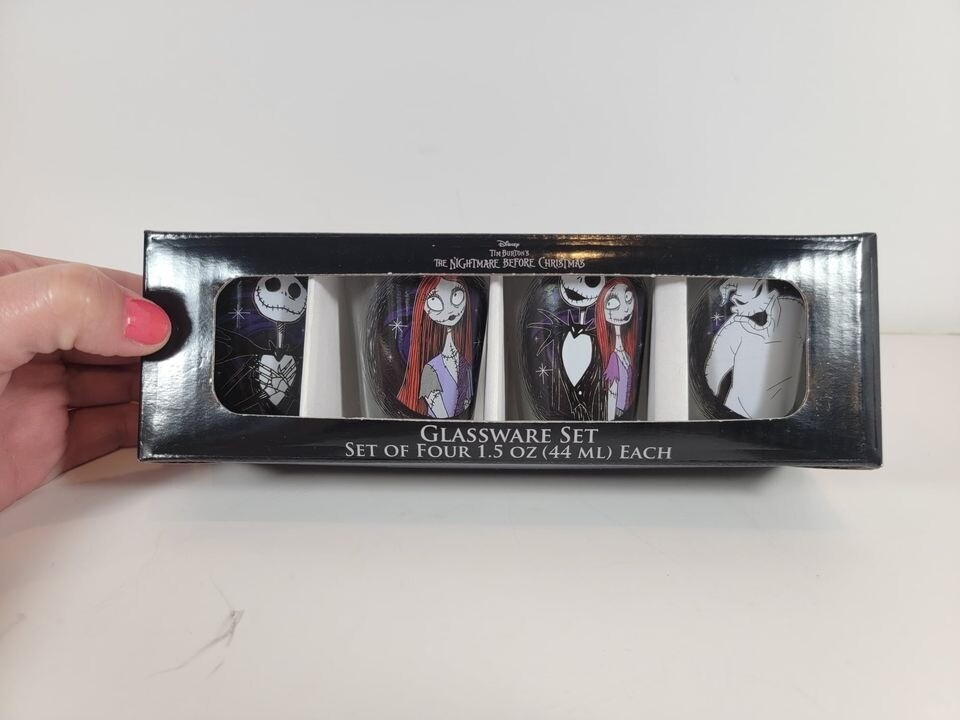 Disney
TIM BURTON'S
THE NIGHTMARE BEFORE CHRISTMAS
GLASSWARE SET
SET OF FOUR 1.5 OZ (44 ML) EACH